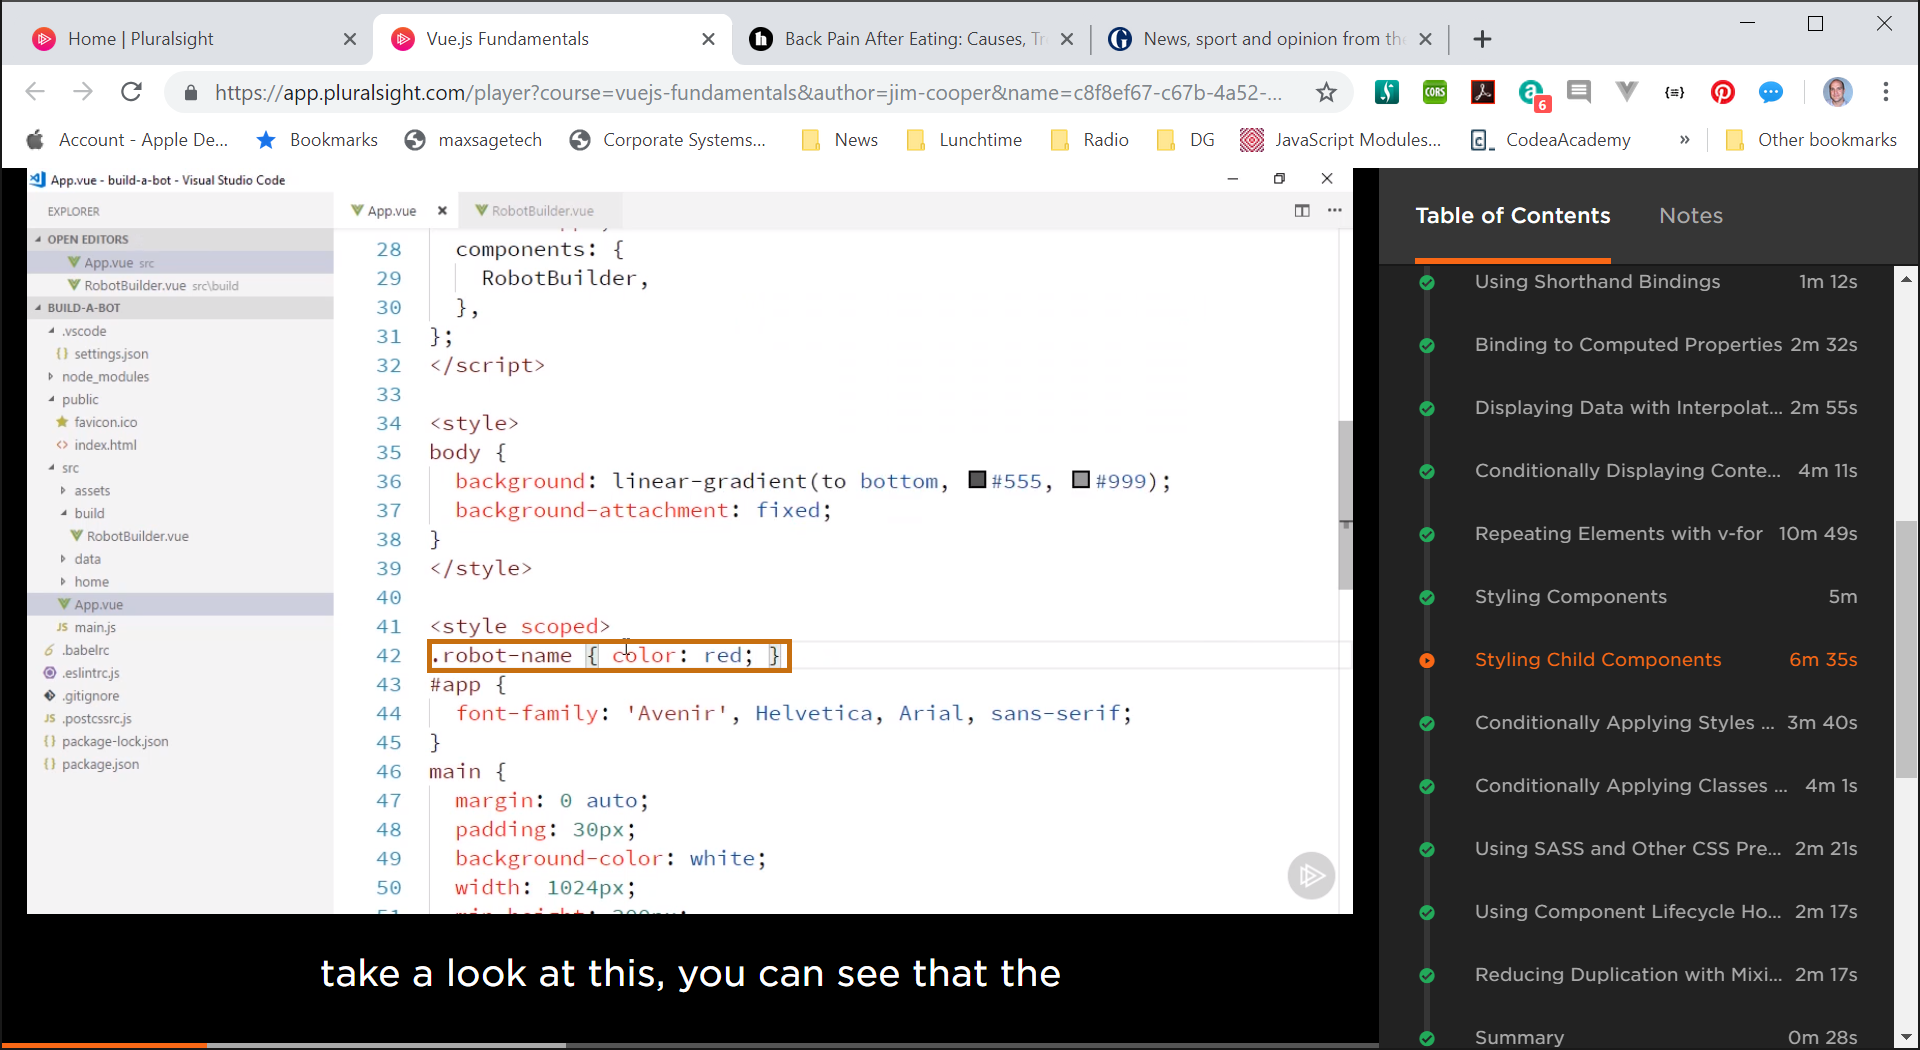 Home | Pluralsight
Vue.js Fundamentals
Back Pain After Eating: Causes, Tr
News, sport and opinion from the
https://app.pluralsight.com/player?course=vuejs-fundamentals&author=jim-cooper&name=c8f8ef67-c67b-4a52-...
CORS
6
{≡}
Account - Apple De...
Bookmarks
maxsagetech
Corporate Systems...
News
Lunchtime
Radio
DG
JavaScript Modules...
CodeaAcademy
»
Other bookmarks
App.vue - build-a-bot - Visual Studio Code
EXPLORER
OPEN EDITORS
App.vue src
RobotBuilder.vue src\build
BUILD-A-BOT
.vscode
{} settings.json
node_modules
public
favicon.ico
<> index.html
src
assets
build
RobotBuilder.vue
data
home
App.vue
JS main.js
.babelrc
.eslintrc.js
.gitignore
JS .postcssrc.js
{} package-lock.json
{} package.json
App.vue
RobotBuilder.vue
28 components: {
29 RobotBuilder,
30 },
31 };
32 </script>
33
34 <style>
35 body {
36 background: linear-gradient(to bottom, #555, #999);
37 background-attachment: fixed;
38 }
39 </style>
40
41 <style scoped>
42 .robot-name { color: red; }
43 #app {
44 font-family: 'Avenir', Helvetica, Arial, sans-serif;
45 }
46 main {
47 margin: 0 auto;
48 padding: 30px;
49 background-color: white;
50 width: 1024px;
take a look at this, you can see that the
Table of Contents
Notes
Using Shorthand Bindings 1m 12s
Binding to Computed Properties 2m 32s
Displaying Data with Interpolat... 2m 55s
Conditionally Displaying Conte... 4m 11s
Repeating Elements with v-for 10m 49s
Styling Components 5m
Styling Child Components 6m 35s
Conditionally Applying Styles ... 3m 40s
Conditionally Applying Classes ... 4m 1s
Using SASS and Other CSS Pre... 2m 21s
Using Component Lifecycle Ho... 2m 17s
Reducing Duplication with Mixi... 2m 17s
Summary 0m 28s